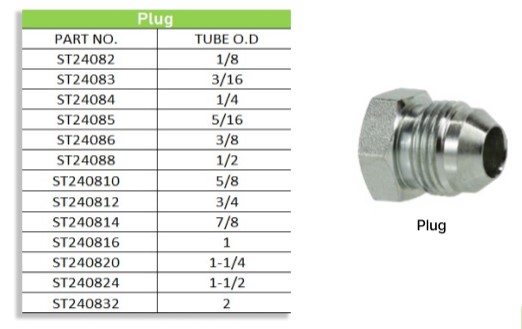 Plug
PART NO. TUBE O.D
ST24082 1/8
ST24083 3/16
ST24084 1/4
ST24085 5/16
ST24086 3/8
ST24088 1/2
ST240810 5/8
ST240812 3/4
ST240814 7/8
ST240816 1
ST240820 1-1/4
ST240824 1-1/2
ST240832 2
Plug